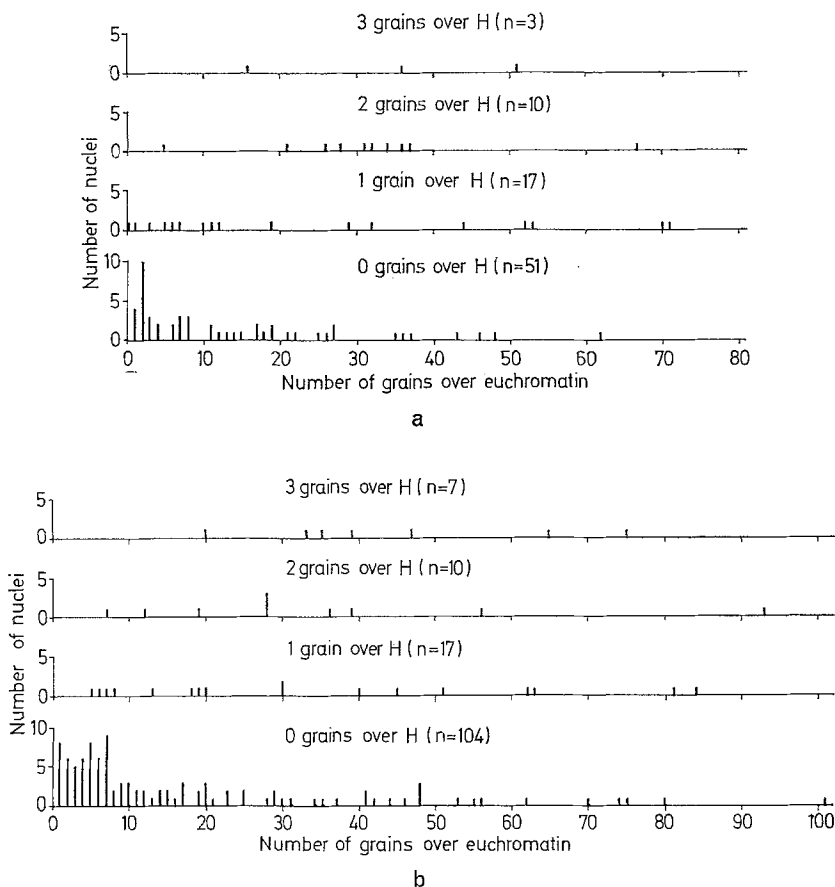 3 grains over H (n=3)
5
0
2 grains over H (n=10)
5
0
1 grain over H (n=17)
5
0
0 grains over H (n=51)
10
5
0
Number of nuclei
0 10 20 30 40 50 60 70 80
Number of grains over euchromatin
a
3 grains over H (n=7)
5
0
2 grains over H (n=10)
5
0
1 grain over H (n=17)
5
0
0 grains over H (n=104)
10
5
0
Number of nuclei
0 10 20 30 40 50 60 70 80 90 100
Number of grains over euchromatin
b